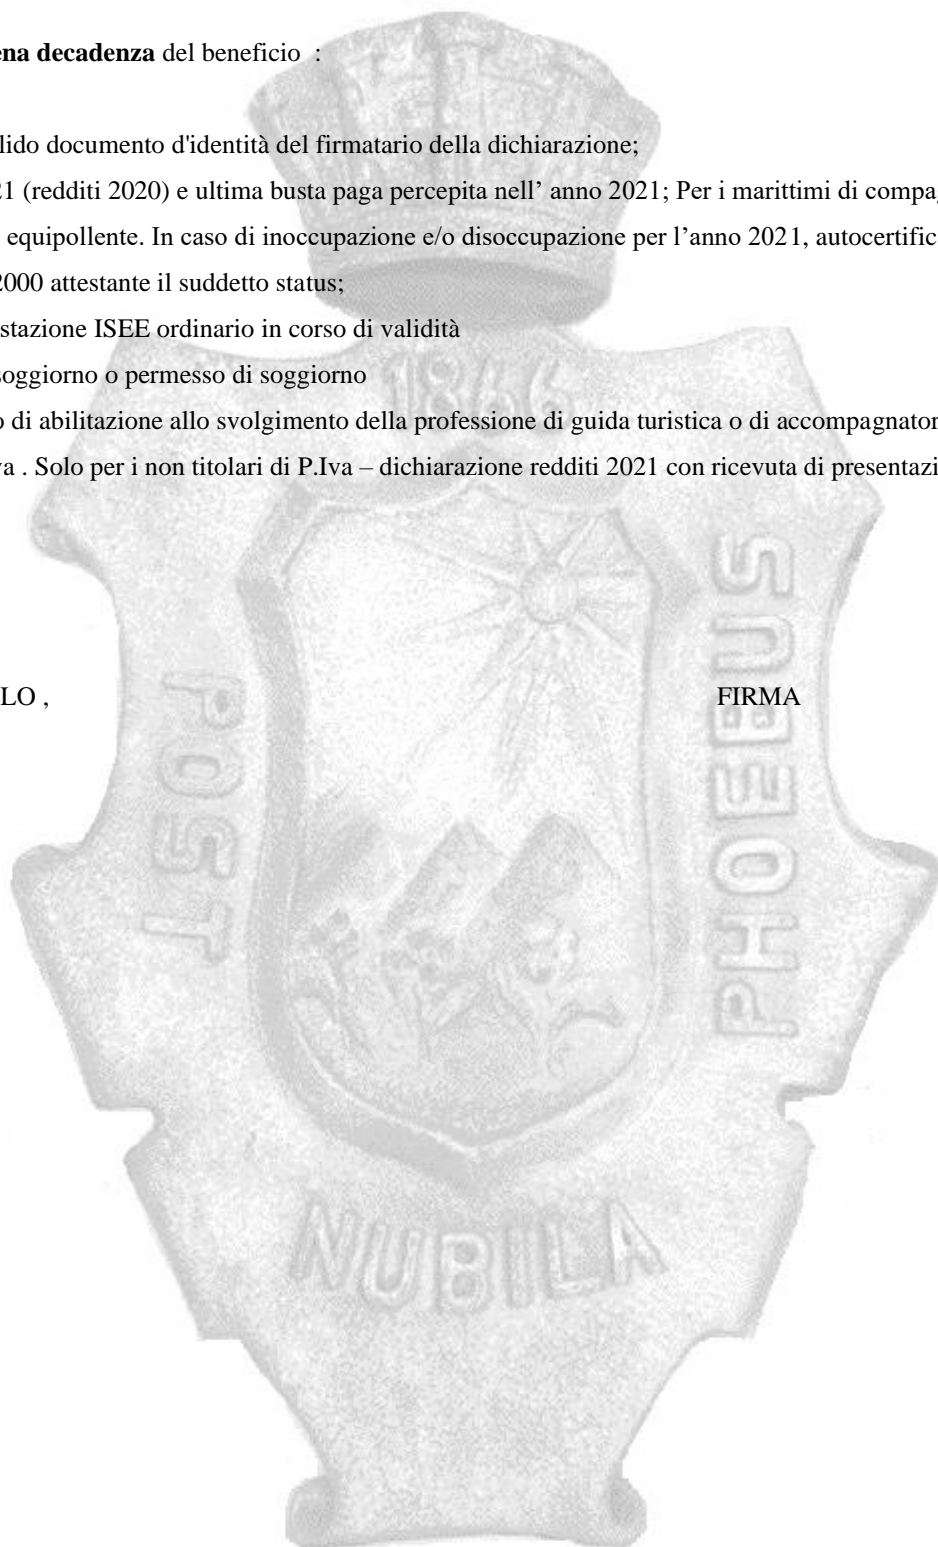 ena decadenza del beneficio :
lido documento d'identità del firmatario della dichiarazione;
21 (redditi 2020) e ultima busta paga percepita nell' anno 2021; Per i marittimi di compag
equipollente. In caso di inoccupazione e/o disoccupazione per l'anno 2021, autocertific
2000 attestante il suddetto status;
stazione ISEE ordinario in corso di validità
soggiorno o permesso di soggiorno
o di abilitazione allo svolgimento della professione di guida turistica o di accompagnator
va . Solo per i non titolari di P.Iva – dichiarazione redditi 2021 con ricevuta di presentazi
LO ,
FIRMA
1866
POST
PHOEBUS
NUBILA